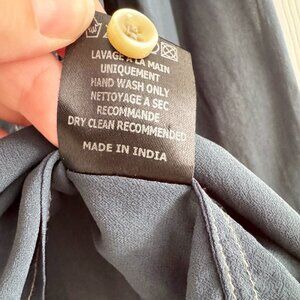 LAVAGE A LA MAIN
UNIQUEMENT
HAND WASH ONLY
NETTOYAGE A SEC
RECOMMANDE
DRY CLEAN RECOMMENDED
MADE IN INDIA